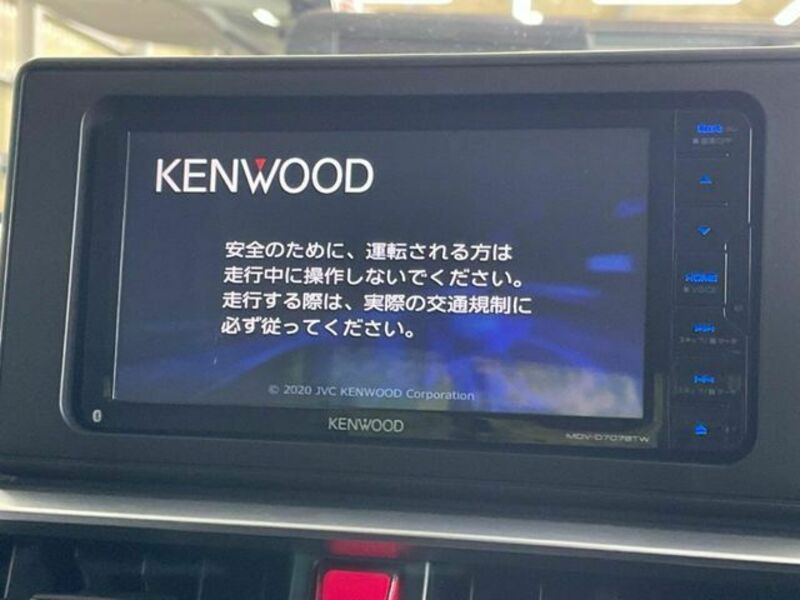 KENWOOD
安全のために、運転される方は
走行中に操作しないでください。
走行する際は、実際の交通規制に
必ず従ってください。
© 2020 JVC KENWOOD Corporation
KENWOOD
MDV-D707BTW
HOME
VOICE